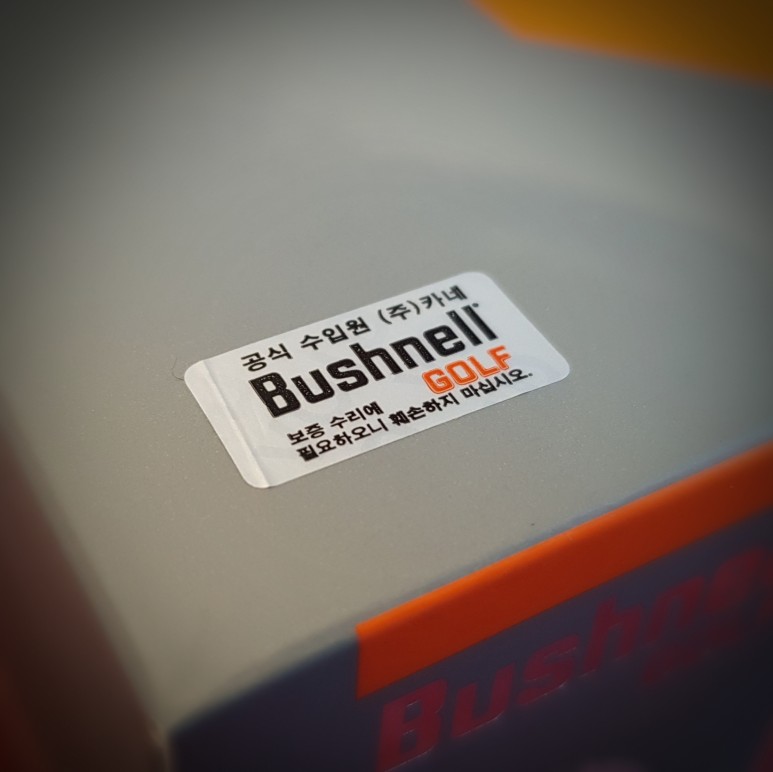 공식 수입원 (주)카네
Bushnell
GOLF
보증 수리에
필요하오니 훼손하지 마십시오.
Bushne